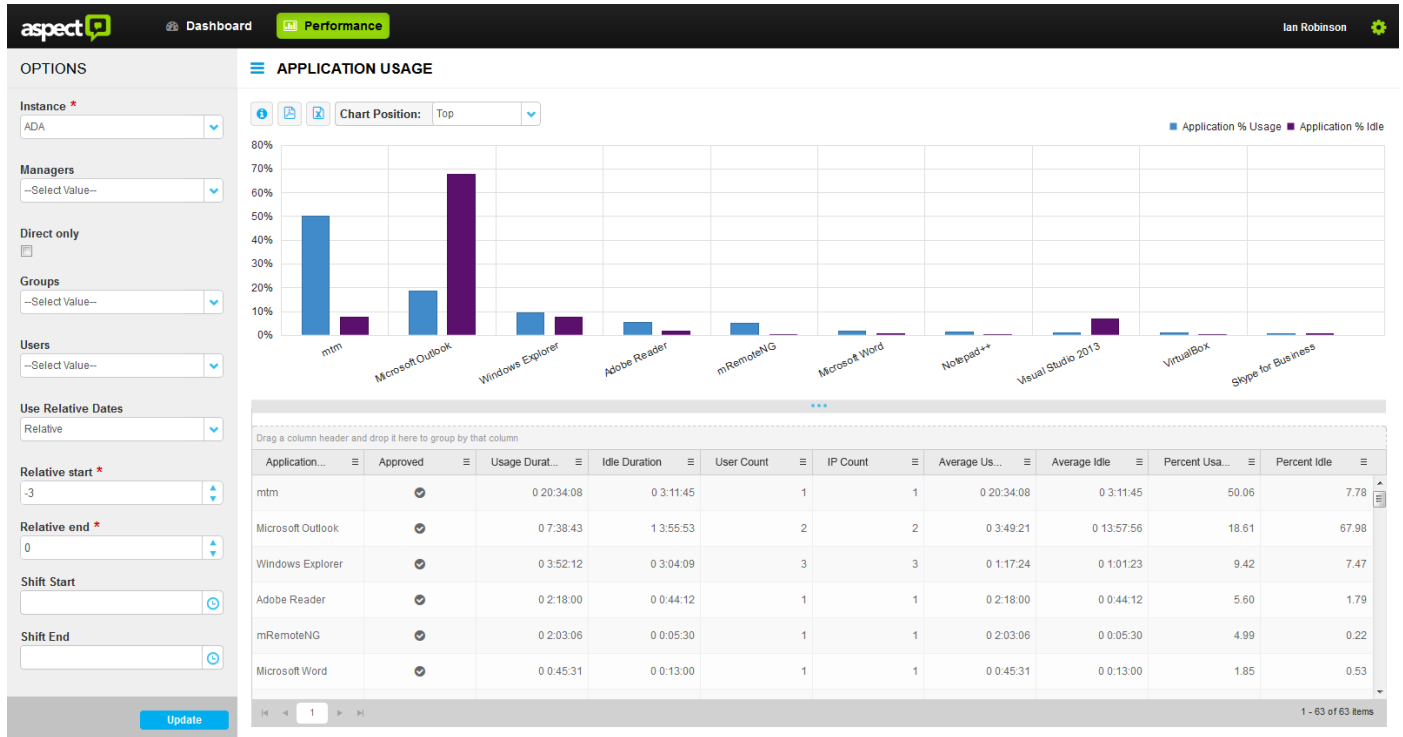 aspect
Dashboard
Performance
Ian Robinson
OPTIONS
APPLICATION USAGE
Instance *
ADA
Managers
--Select Value--
Direct only
Groups
--Select Value--
Users
--Select Value--
Use Relative Dates
Relative
Relative start *
-3
Relative end *
0
Shift Start
Shift End
Update
Chart Position: Top
Application % Usage Application % Idle
80%
70%
60%
50%
40%
30%
20%
10%
0%
mtm
Microsoft Outlook
Windows Explorer
Adobe Reader
mRemoteNG
Microsoft Word
Notepad++
Visual Studio 2013
VirtualBox
Skype for Business
Drag a column header and drop it here to group by that column
Application... Approved Usage Durat... Idle Duration User Count IP Count Average Us... Average Idle Percent Usa... Percent Idle
mtm 0 20:34:08 0 3:11:45 1 1 0 20:34:08 0 3:11:45 50.06 7.78
Microsoft Outlook 0 7:38:43 1 3:55:53 2 2 0 3:49:21 0 13:57:56 18.61 67.98
Windows Explorer 0 3:52:12 0 3:04:09 3 3 0 1:17:24 0 1:01:23 9.42 7.47
Adobe Reader 0 2:18:00 0 0:44:12 1 1 0 2:18:00 0 0:44:12 5.60 1.79
mRemoteNG 0 2:03:06 0 0:05:30 1 1 0 2:03:06 0 0:05:30 4.99 0.22
Microsoft Word 0 0:45:31 0 0:13:00 1 1 0 0:45:31 0 0:13:00 1.85 0.53
1
1 - 63 of 63 items